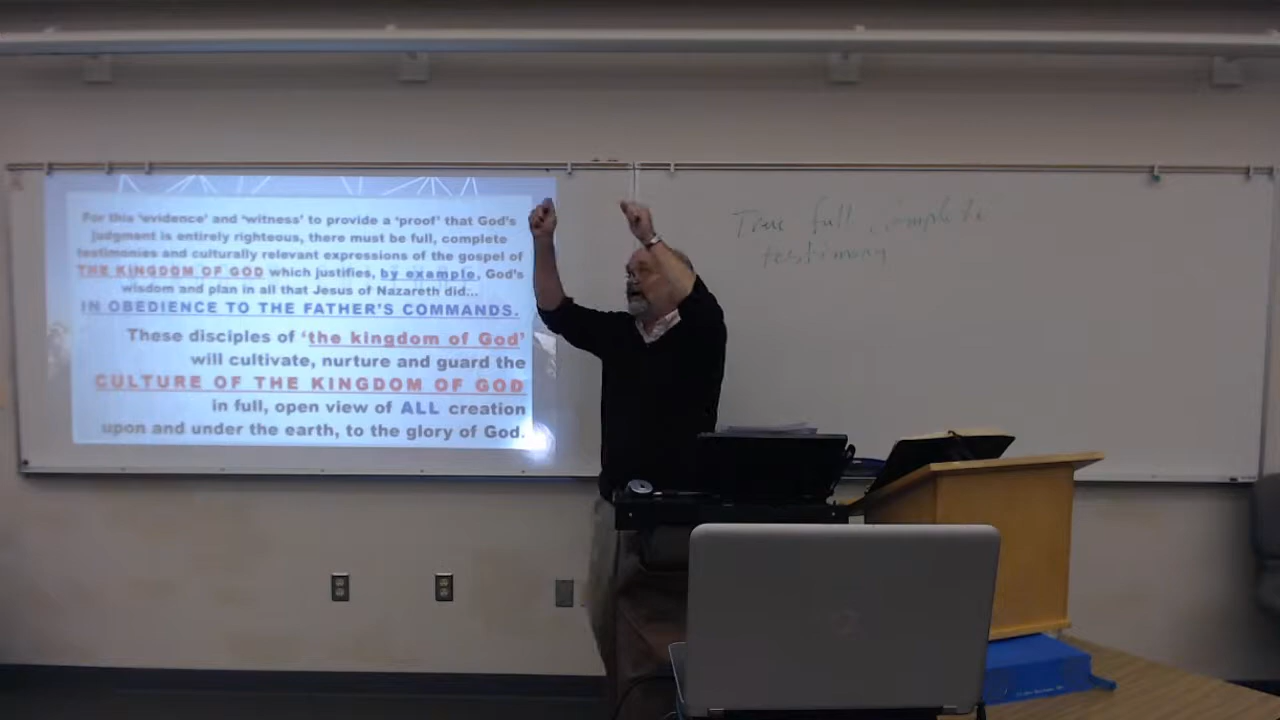 For this 'evidence' and 'witness' to provide a 'proof' that God's
judgment is entirely righteous, there must be full, complete
testimonies and culturally relevant expressions of the gospel of
THE KINGDOM OF GOD which justifies, by example, God's
wisdom and plan in all that Jesus of Nazareth did...
IN OBEDIENCE TO THE FATHER'S COMMANDS.
These disciples of 'the kingdom of God'
will cultivate, nurture and guard the
CULTURE OF THE KINGDOM OF GOD
in full, open view of ALL creation
upon and under the earth, to the glory of God.
True full complete
testimony